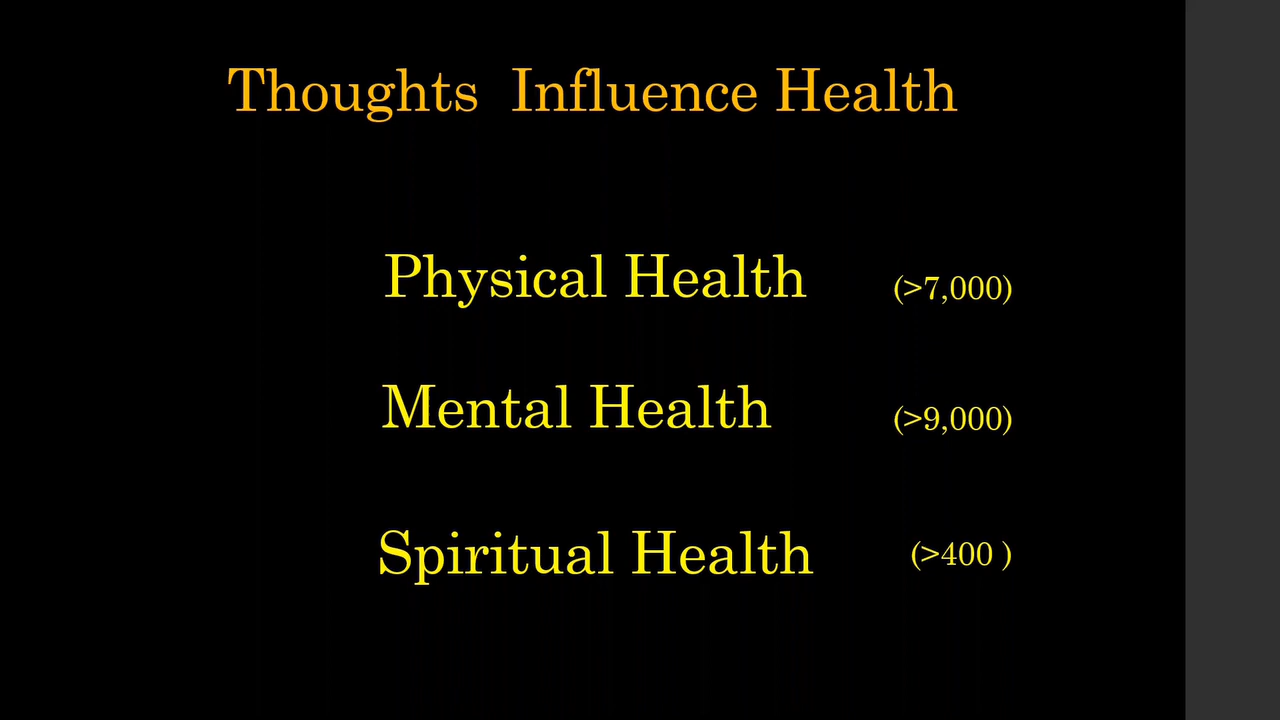 Thoughts Influence Health
Physical Health (>7,000)
Mental Health (>9,000)
Spiritual Health (>400 )